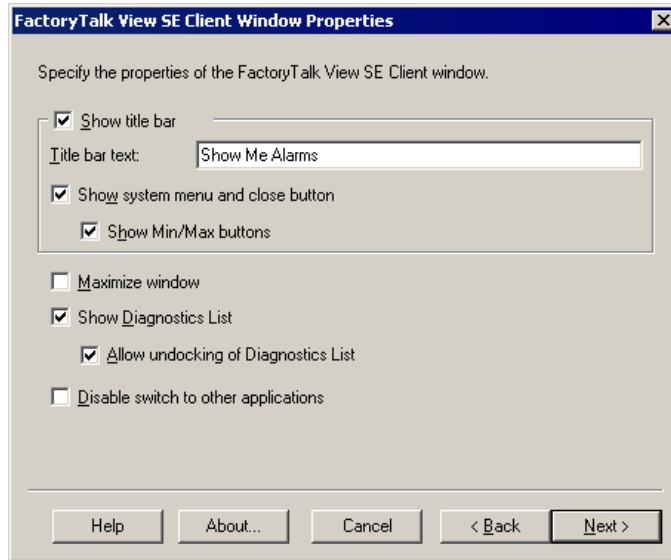 FactoryTalk View SE Client Window Properties
Specify the properties of the FactoryTalk View SE Client window.
Show title bar
Title bar text: Show Me Alarms
Show system menu and close button
Show Min/Max buttons
Maximize window
Show Diagnostics List
Allow undocking of Diagnostics List
Disable switch to other applications
Help About... Cancel < Back Next >